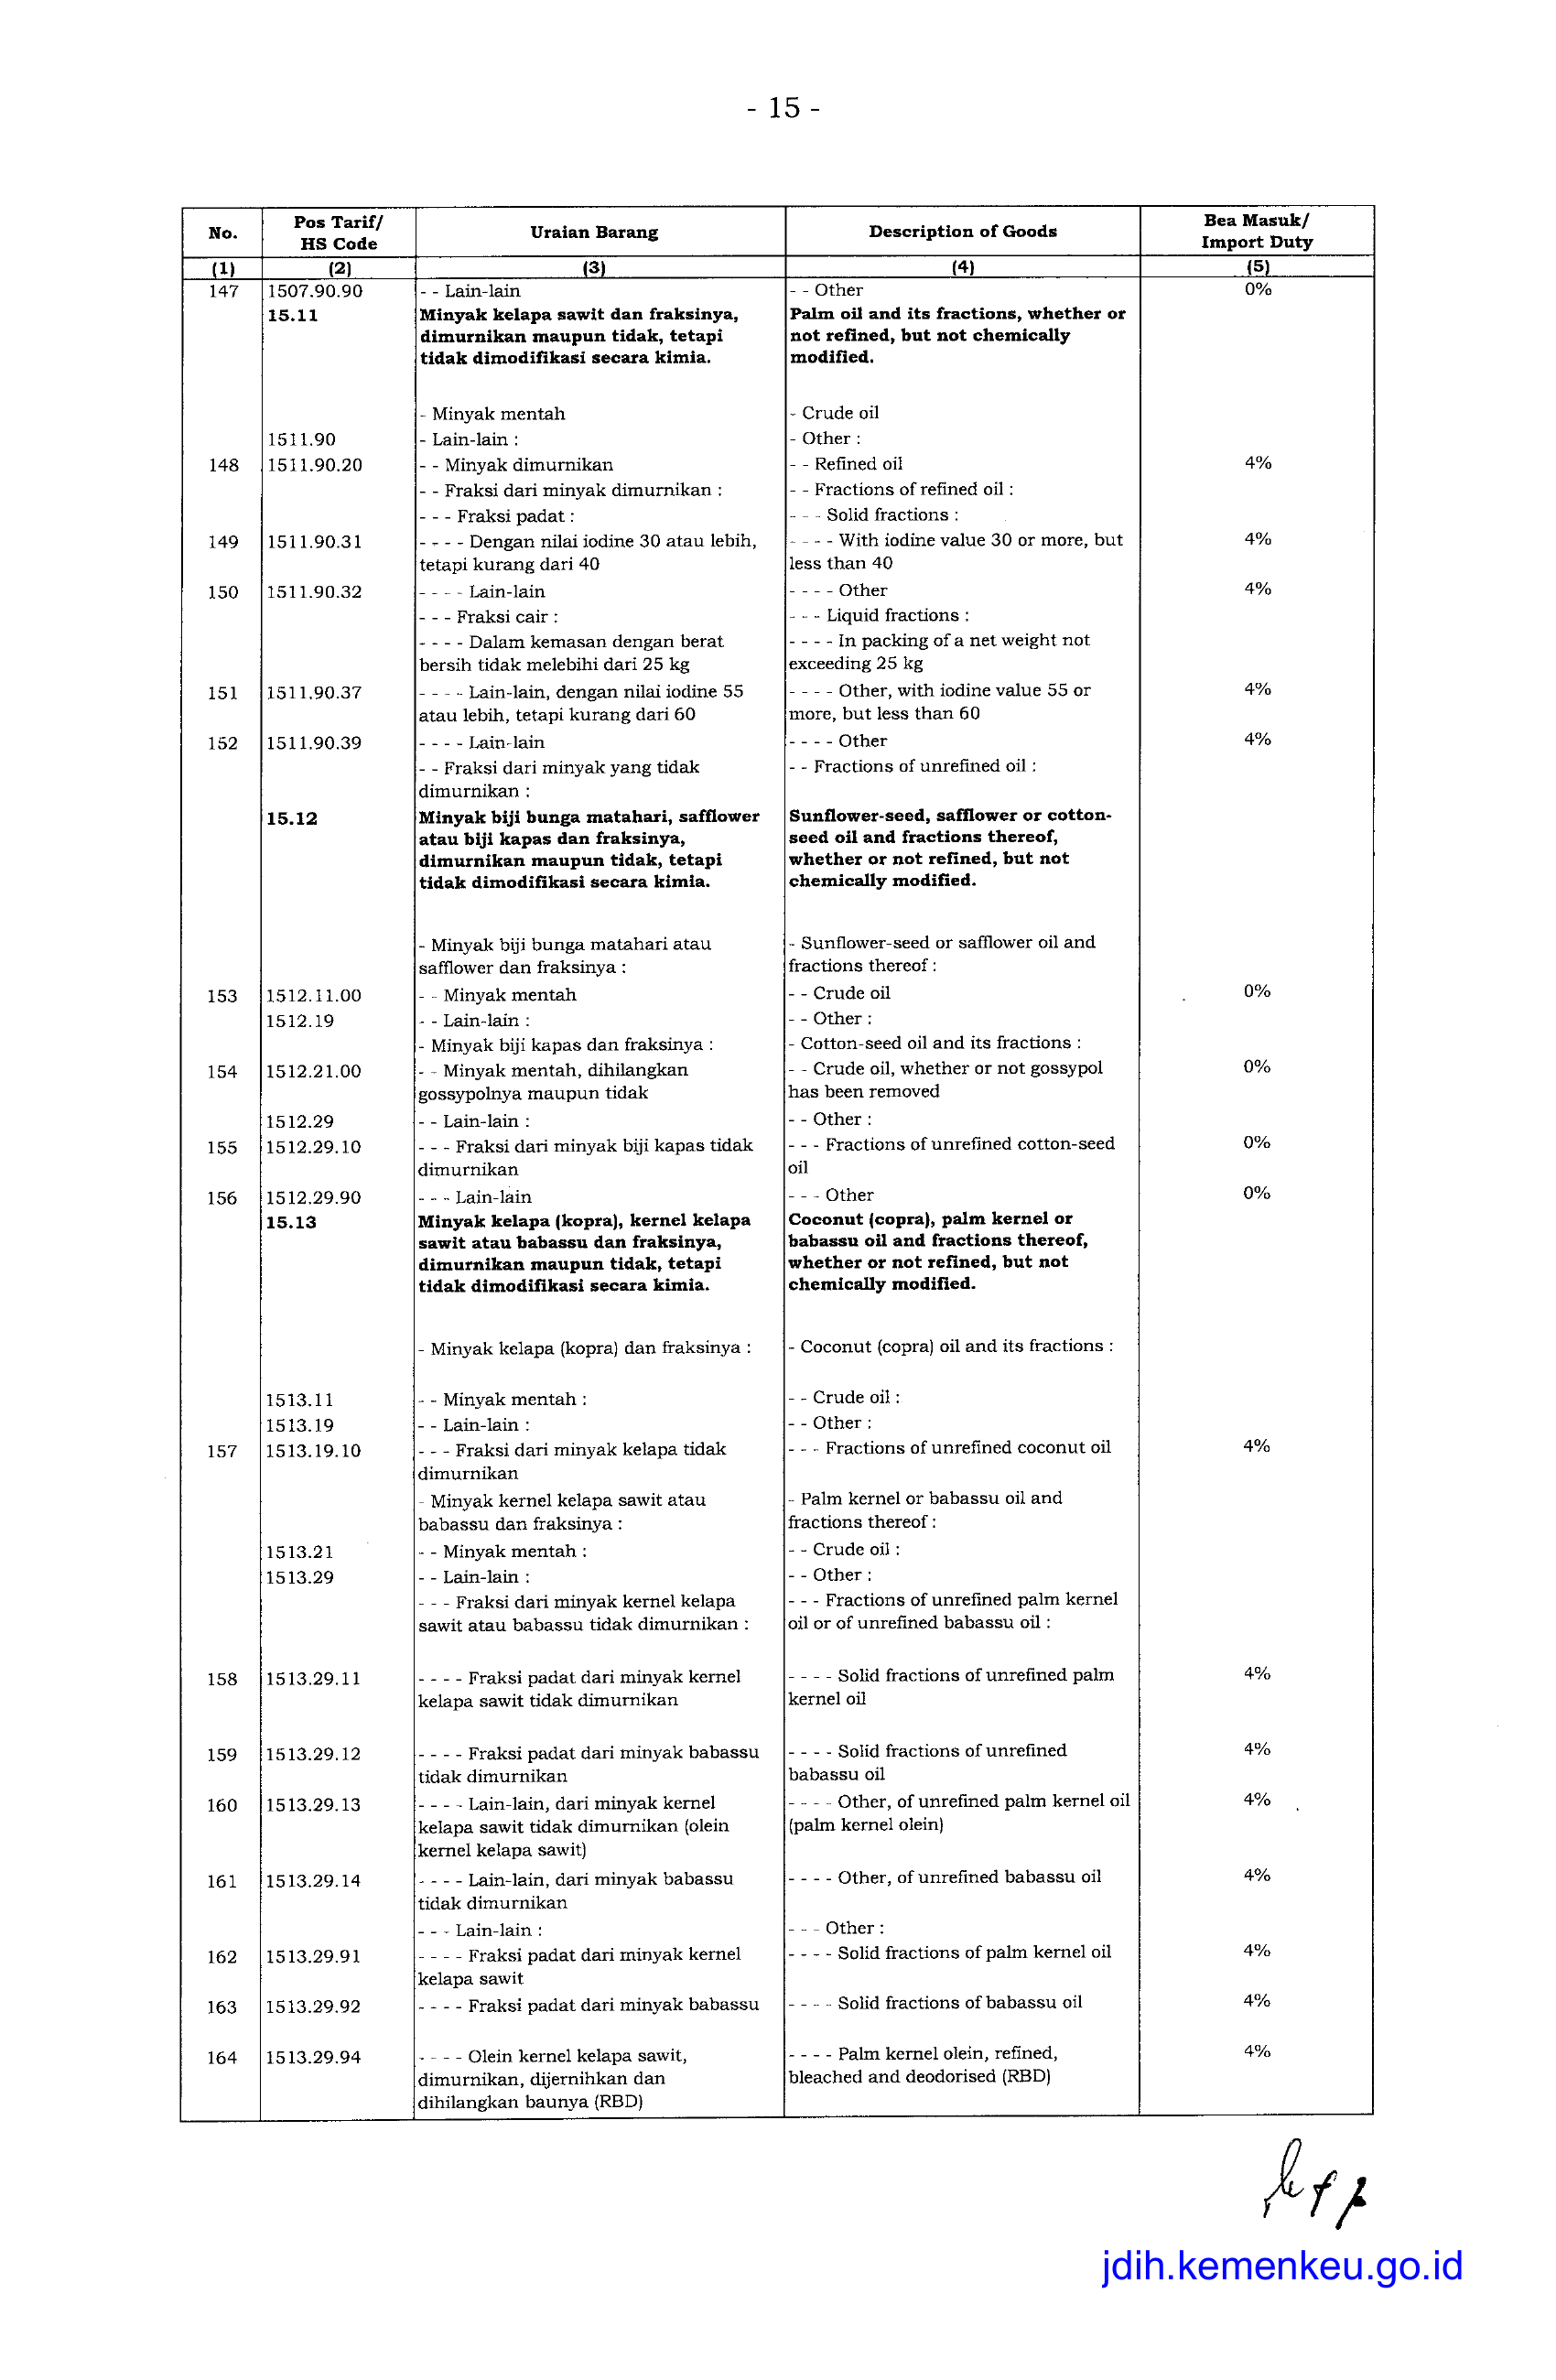 - 15 -
No. Pos Tarif/ HS Code Uraian Barang Description of Goods Bea Masuk/ Import Duty
(1) (2) (3) (4) (5)
147 1507.90.90 - - Lain-lain - - Other 0%
15.11 Minyak kelapa sawit dan fraksinya, Palm oil and its fractions, whether or
dimurnikan maupun tidak, tetapi not refined, but not chemically
tidak dimodifikasi secara kimia. modified.
- Minyak mentah - Crude oil
1511.90 - Lain-lain : - Other :
148 1511.90.20 - - Minyak dimurnikan - - Refined oil 4%
- - Fraksi dari minyak dimurnikan : - - Fractions of refined oil :
- - - Fraksi padat : - - - Solid fractions :
149 1511.90.31 - - - - Dengan nilai iodine 30 atau lebih, - - - - With iodine value 30 or more, but 4%
tetapi kurang dari 40 less than 40
150 1511.90.32 - - - - Lain-lain - - - - Other 4%
- - - Fraksi cair : - - - Liquid fractions :
- - - - Dalam kemasan dengan berat - - - - In packing of a net weight not
bersih tidak melebihi dari 25 kg exceeding 25 kg
151 1511.90.37 - - - - Lain-lain, dengan nilai iodine 55 - - - - Other, with iodine value 55 or 4%
atau lebih, tetapi kurang dari 60 more, but less than 60
152 1511.90.39 - - - - Lain-lain - - - - Other 4%
- - Fraksi dari minyak yang tidak - - Fractions of unrefined oil :
dimurnikan :
15.12 Minyak biji bunga matahari, safflower Sunflower-seed, safflower or cotton-
atau biji kapas dan fraksinya, seed oil and fractions thereof,
dimurnikan maupun tidak, tetapi whether or not refined, but not
tidak dimodifikasi secara kimia. chemically modified.
- Minyak biji bunga matahari atau - Sunflower-seed or safflower oil and
safflower dan fraksinya : fractions thereof :
153 1512.11.00 - - Minyak mentah - - Crude oil 0%
1512.19 - - Lain-lain : - - Other :
- Minyak biji kapas dan fraksinya : - Cotton-seed oil and its fractions :
154 1512.21.00 - - Minyak mentah, dihilangkan - - Crude oil, whether or not gossypol 0%
gossypolnya maupun tidak has been removed
1512.29 - - Lain-lain : - - Other :
155 1512.29.10 - - - Fraksi dari minyak biji kapas tidak - - - Fractions of unrefined cotton-seed 0%
dimurnikan oil
156 1512.29.90 - - - Lain-lain - - - Other 0%
15.13 Minyak kelapa (kopra), kernel kelapa Coconut (copra), palm kernel or
sawit atau babassu dan fraksinya, babassu oil and fractions thereof,
dimurnikan maupun tidak, tetapi whether or not refined, but not
tidak dimodifikasi secara kimia. chemically modified.
- Minyak kelapa (kopra) dan fraksinya : - Coconut (copra) oil and its fractions :
1513.11 - - Minyak mentah : - - Crude oil :
1513.19 - - Lain-lain : - - Other :
157 1513.19.10 - - - Fraksi dari minyak kelapa tidak - - - Fractions of unrefined coconut oil 4%
dimurnikan
- Minyak kernel kelapa sawit atau - Palm kernel or babassu oil and
babassu dan fraksinya : fractions thereof :
1513.21 - - Minyak mentah : - - Crude oil :
1513.29 - - Lain-lain : - - Other :
- - - Fraksi dari minyak kernel kelapa - - - Fractions of unrefined palm kernel
sawit atau babassu tidak dimurnikan : oil or of unrefined babassu oil :
158 1513.29.11 - - - - Fraksi padat dari minyak kernel - - - - Solid fractions of unrefined palm 4%
kelapa sawit tidak dimurnikan kernel oil
159 1513.29.12 - - - - Fraksi padat dari minyak babassu - - - - Solid fractions of unrefined 4%
tidak dimurnikan babassu oil
160 1513.29.13 - - - - Lain-lain, dari minyak kernel - - - - Other, of unrefined palm kernel oil 4%
kelapa sawit tidak dimurnikan (olein (palm kernel olein)
kernel kelapa sawit)
161 1513.29.14 - - - - Lain-lain, dari minyak babassu - - - - Other, of unrefined babassu oil 4%
tidak dimurnikan
- - - Lain-lain : - - - Other :
162 1513.29.91 - - - - Fraksi padat dari minyak kernel - - - - Solid fractions of palm kernel oil 4%
kelapa sawit
163 1513.29.92 - - - - Fraksi padat dari minyak babassu - - - - Solid fractions of babassu oil 4%
164 1513.29.94 - - - - Olein kernel kelapa sawit, - - - - Palm kernel olein, refined, 4%
dimurnikan, dijernihkan dan bleached and deodorised (RBD)
dihilangkan baunya (RBD)
jdih.kemenkeu.go.id